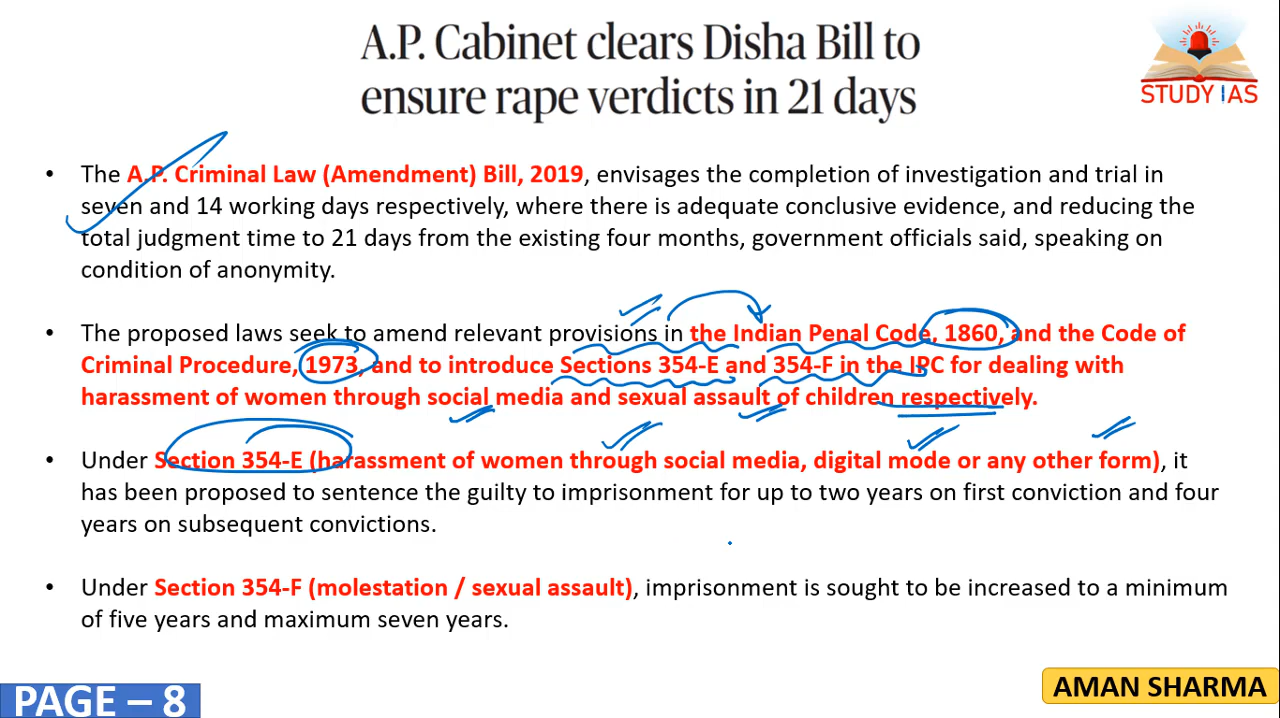 A.P. Cabinet clears Disha Bill to
ensure rape verdicts in 21 days
STUDY IAS
• The A.P. Criminal Law (Amendment) Bill, 2019, envisages the completion of investigation and trial in
seven and 14 working days respectively, where there is adequate conclusive evidence, and reducing the
total judgment time to 21 days from the existing four months, government officials said, speaking on
condition of anonymity.
• The proposed laws seek to amend relevant provisions in the Indian Penal Code, 1860, and the Code of
Criminal Procedure, 1973, and to introduce Sections 354-E and 354-F in the IPC for dealing with
harassment of women through social media and sexual assault of children respectively.
• Under Section 354-E (harassment of women through social media, digital mode or any other form), it
has been proposed to sentence the guilty to imprisonment for up to two years on first conviction and four
years on subsequent convictions.
• Under Section 354-F (molestation / sexual assault), imprisonment is sought to be increased to a minimum
of five years and maximum seven years.
PAGE – 8
AMAN SHARMA